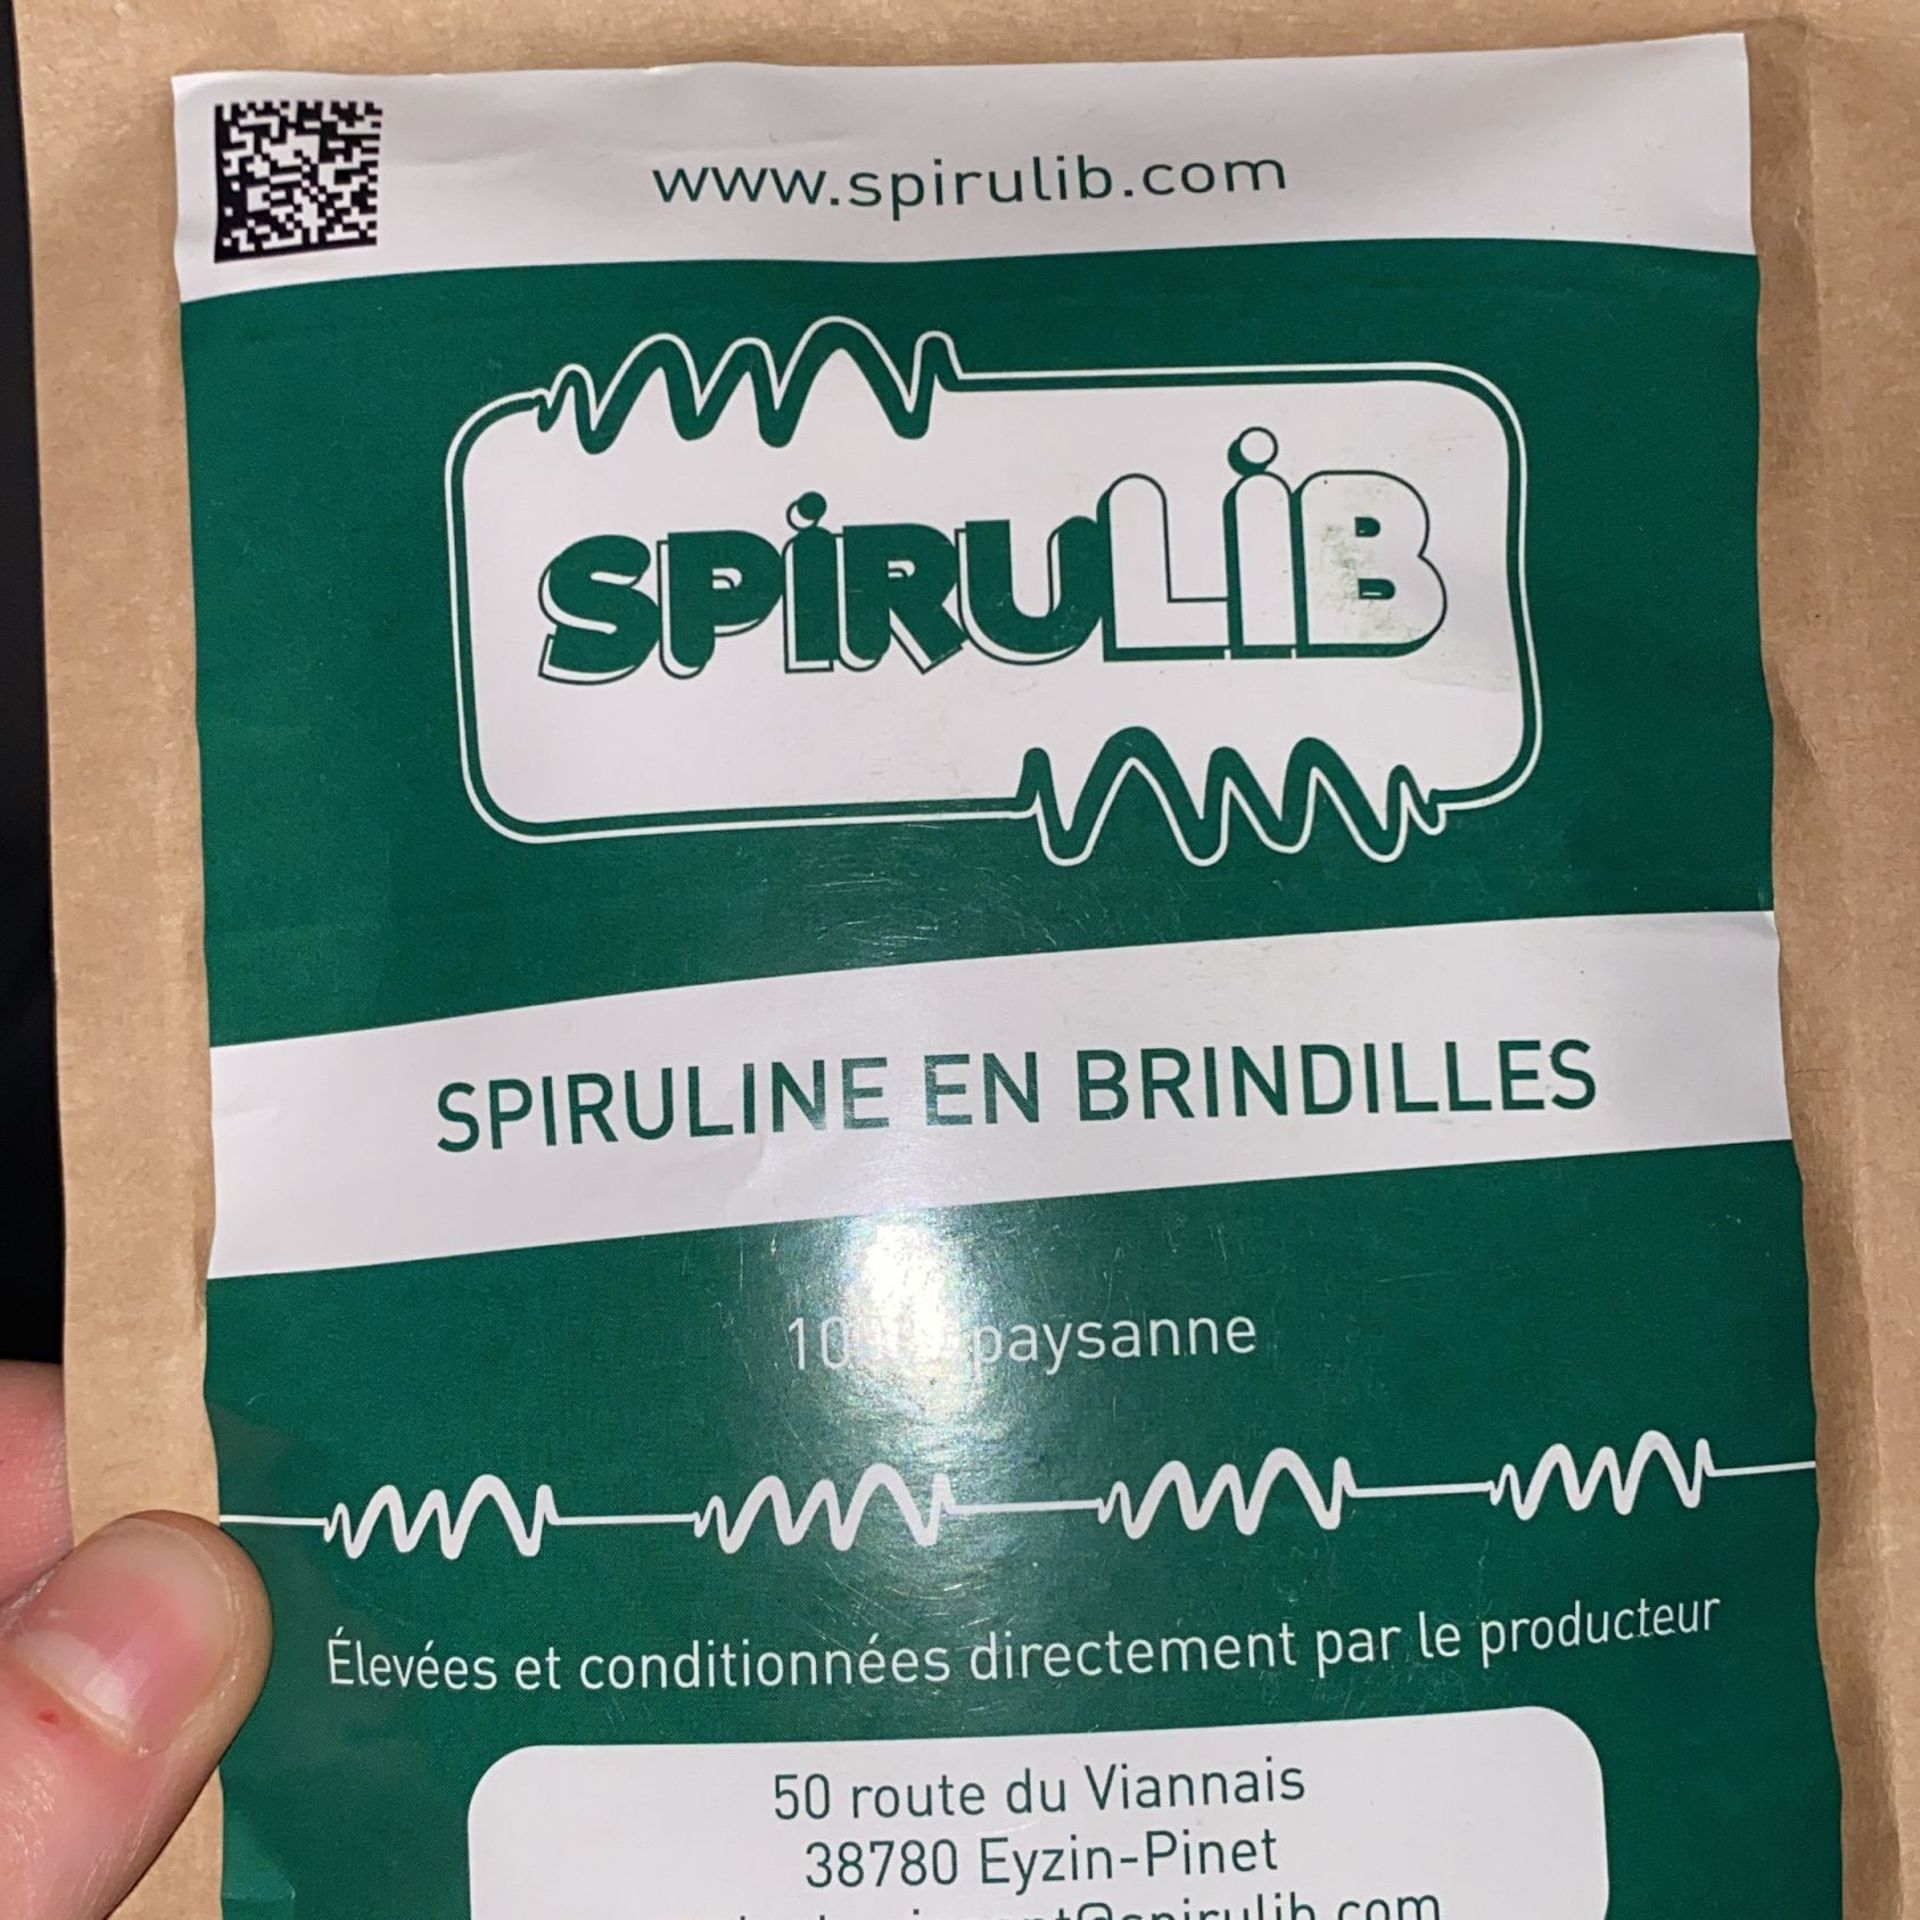 www.spirulib.com
SPiRULiB
SPIRULINE EN BRINDILLES
paysanne
Élevées et conditionnées directement par le producteur
50 route du Viannais
38780 Eyzin-Pinet